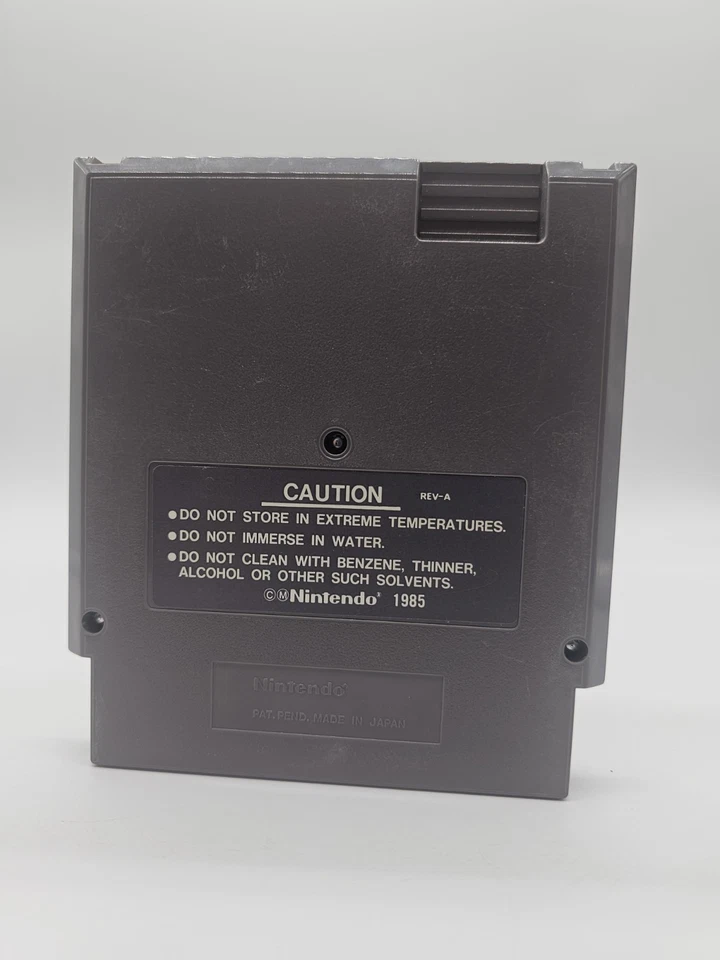 CAUTION REV-A
●DO NOT STORE IN EXTREME TEMPERATURES.
●DO NOT IMMERSE IN WATER.
●DO NOT CLEAN WITH BENZENE, THINNER,
ALCOHOL OR OTHER SUCH SOLVENTS.
©ⓂNintendo® 1985
Nintendo®
PAT. PEND. MADE IN JAPAN